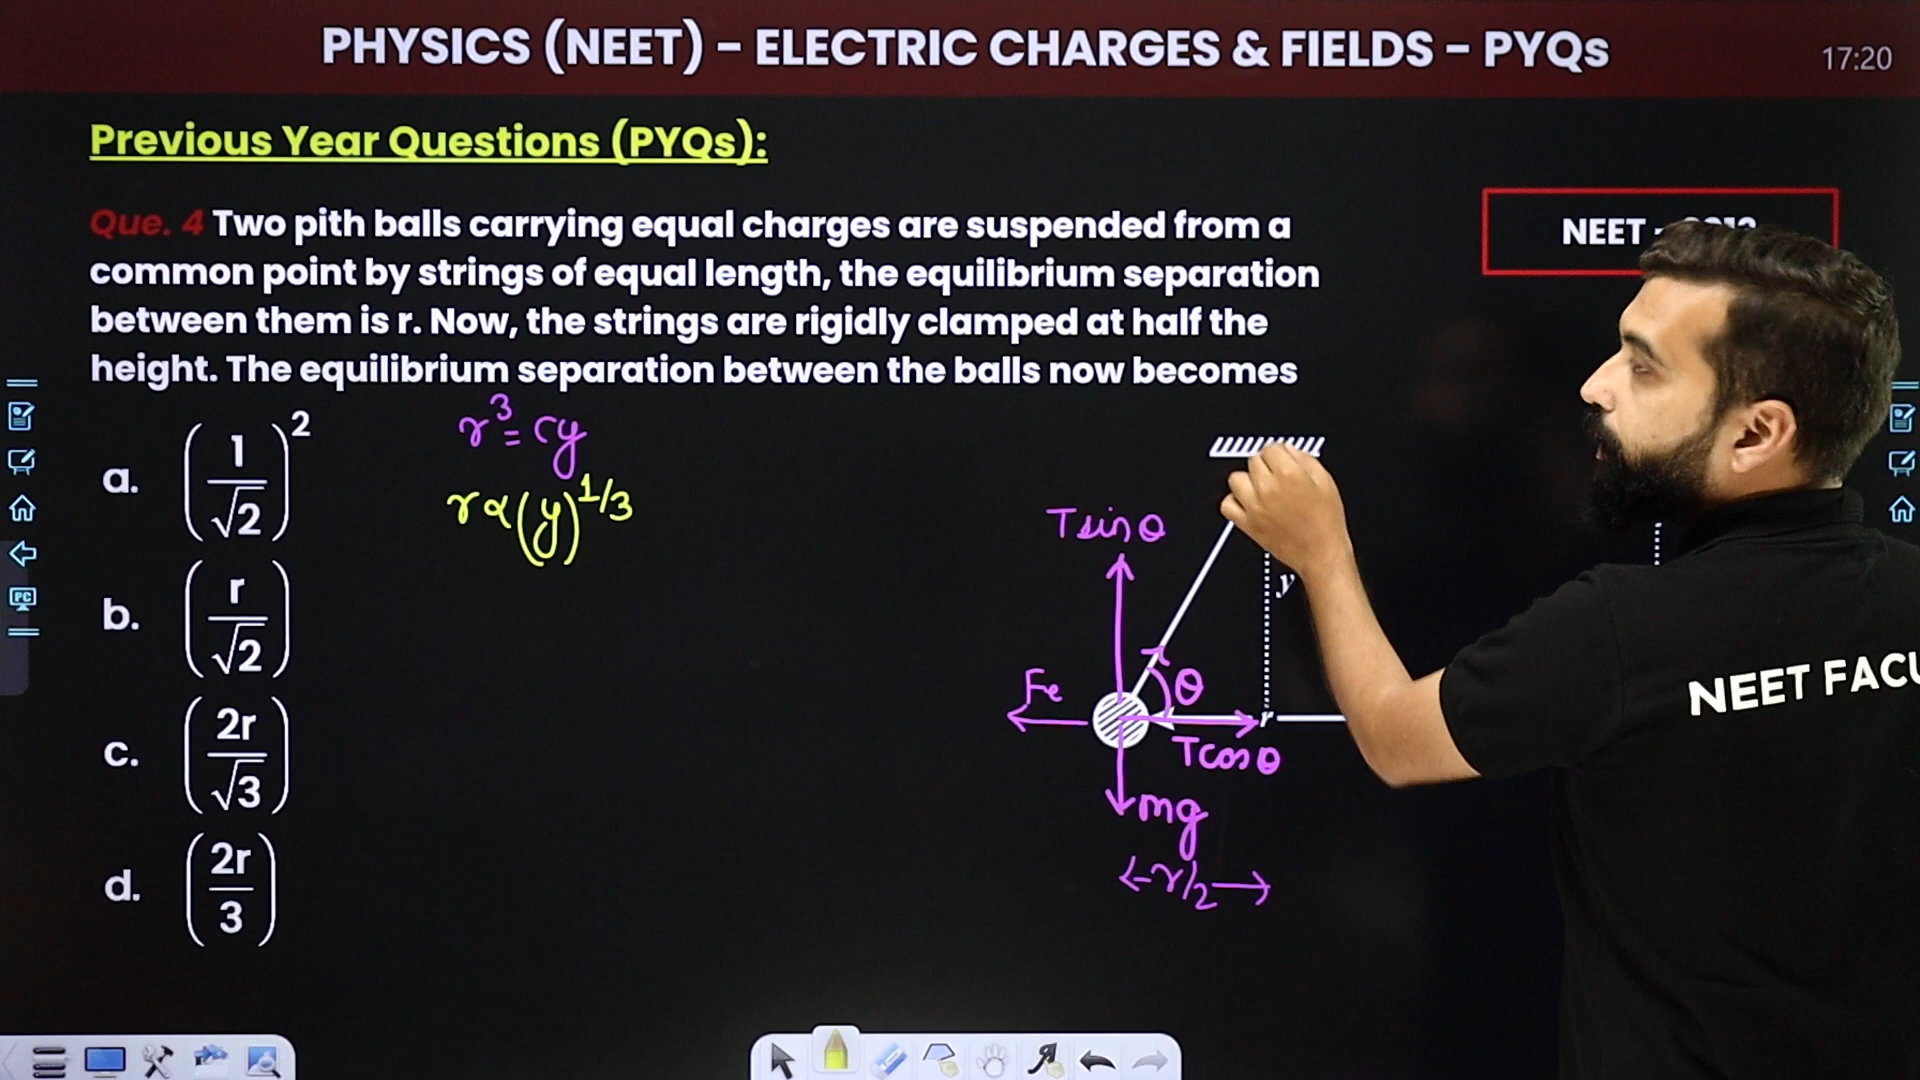 PHYSICS (NEET) - ELECTRIC CHARGES & FIELDS - PYQs
17:20
Previous Year Questions (PYQs):
NEET -
Que. 4 Two pith balls carrying equal charges are suspended from a
common point by strings of equal length, the equilibrium separation
between them is r. Now, the strings are rigidly clamped at half the
height. The equilibrium separation between the balls now becomes
a. (1/√2)²
b. (r/√2)
c. (2r/√3)
d. (2r/3)
r³ = cy
r ∝ (y)^1/3
Tsinθ
y
Fe
θ
r
Tcosθ
mg
r/2
NEET FACU
PC